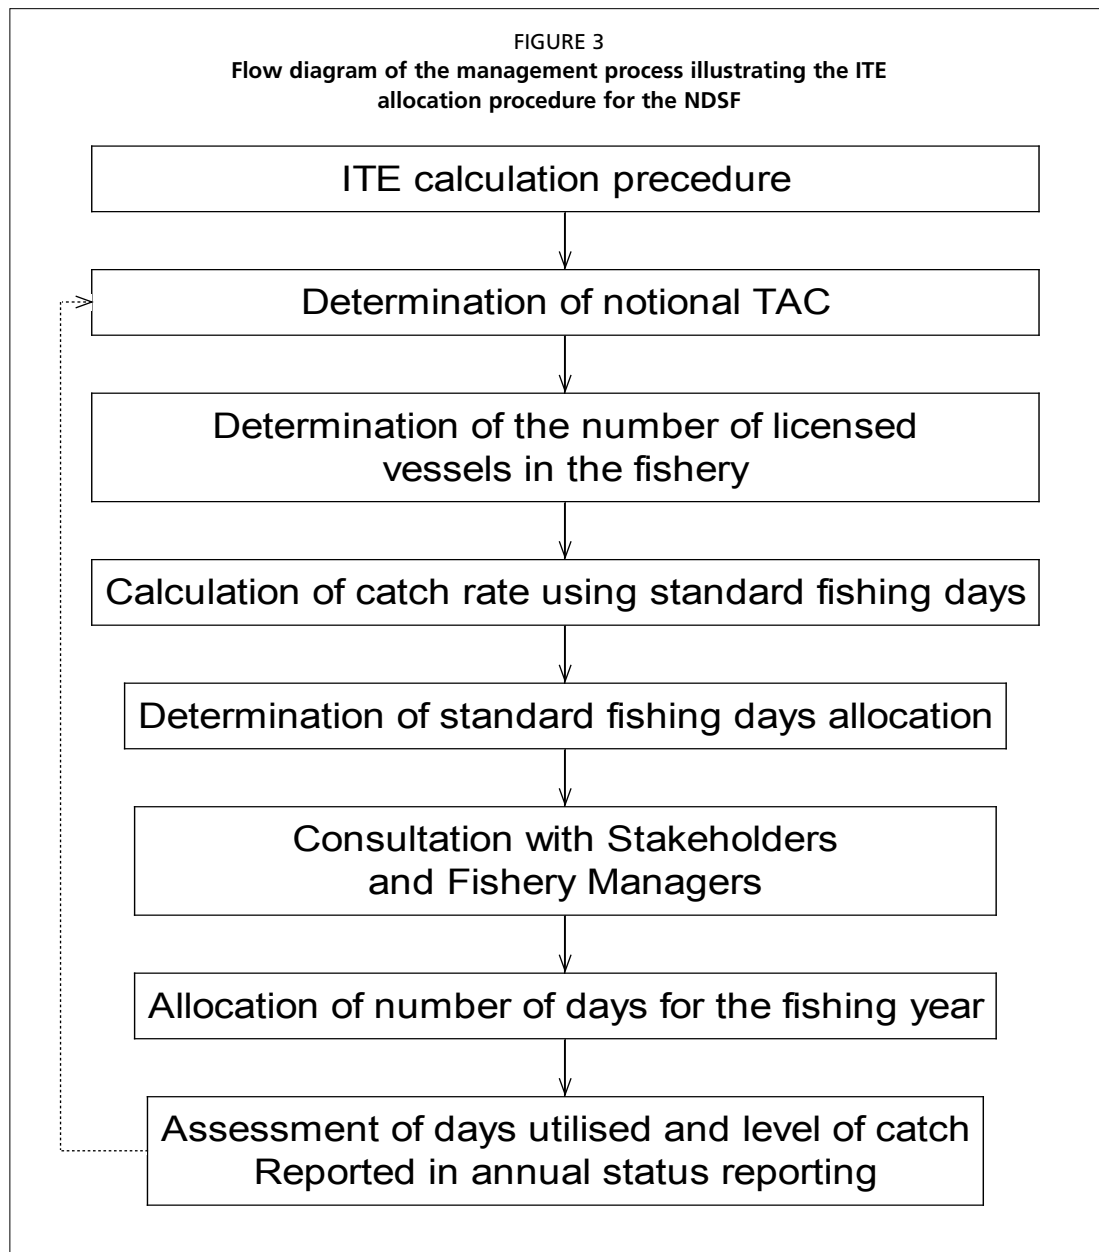 FIGURE 3
Flow diagram of the management process illustrating the ITE
allocation procedure for the NDSF
ITE calculation precedure
Determination of notional TAC
Determination of the number of licensed
vessels in the fishery
Calculation of catch rate using standard fishing days
Determination of standard fishing days allocation
Consultation with Stakeholders
and Fishery Managers
Allocation of number of days for the fishing year
Assessment of days utilised and level of catch
Reported in annual status reporting